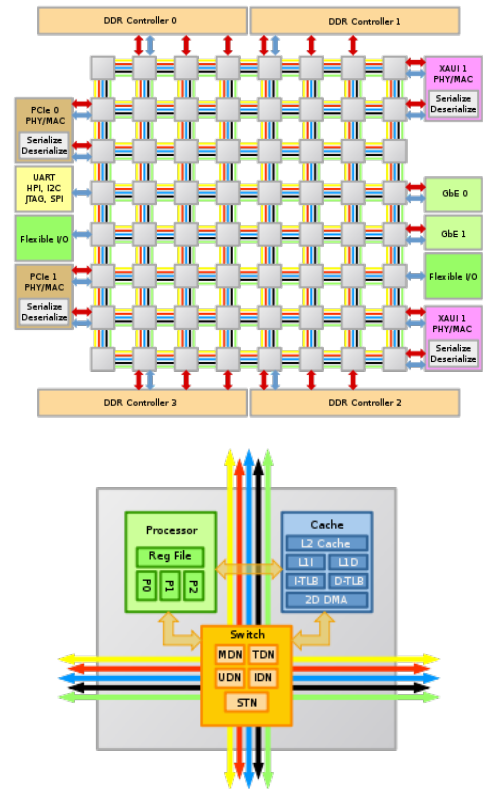 DDR Controller 0
DDR Controller 1
XAUI 1
PHY/MAC
Serialize
Deserialize
PCIe 0
PHY/MAC
Serialize
Deserialize
UART
HPI, I2C
JTAG, SPI
GbE 0
Flexible I/O
GbE 1
PCIe 1
PHY/MAC
Serialize
Deserialize
Flexible I/O
XAUI 1
PHY/MAC
Serialize
Deserialize
DDR Controller 3
DDR Controller 2
Processor
Reg File
P0 P1 P2
Cache
L2 Cache
L1I L1D
I-TLB D-TLB
2D DMA
Switch
MDN TDN
UDN IDN
STN